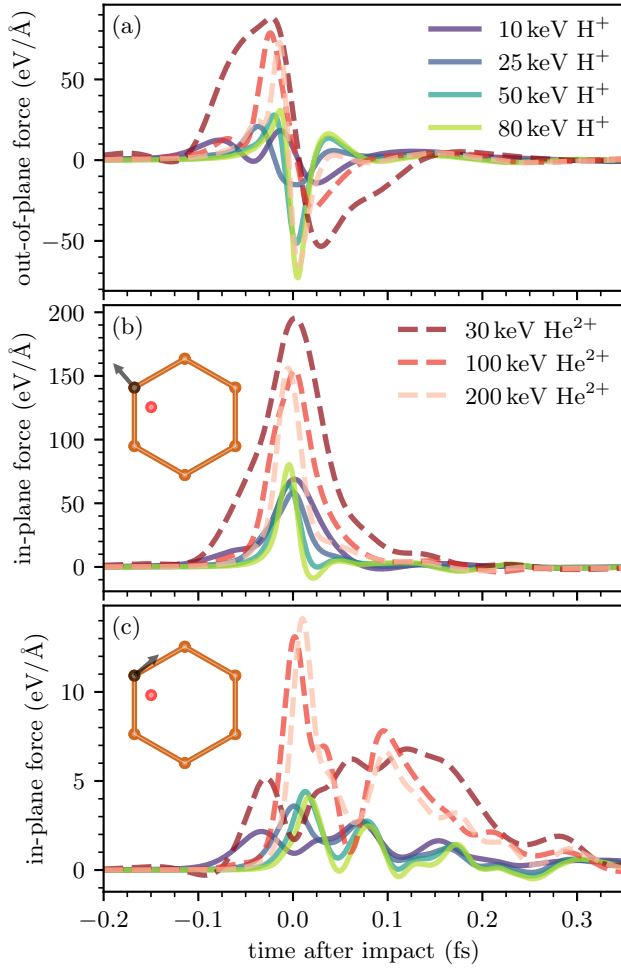 (a)
out-of-plane force (eV/Å)
50
0
−50
10 keV H⁺
25 keV H⁺
50 keV H⁺
80 keV H⁺
(b)
in-plane force (eV/Å)
200
150
100
50
0
30 keV He²⁺
100 keV He²⁺
200 keV He²⁺
(c)
in-plane force (eV/Å)
10
5
0
−0.2 −0.1 0.0 0.1 0.2 0.3
time after impact (fs)